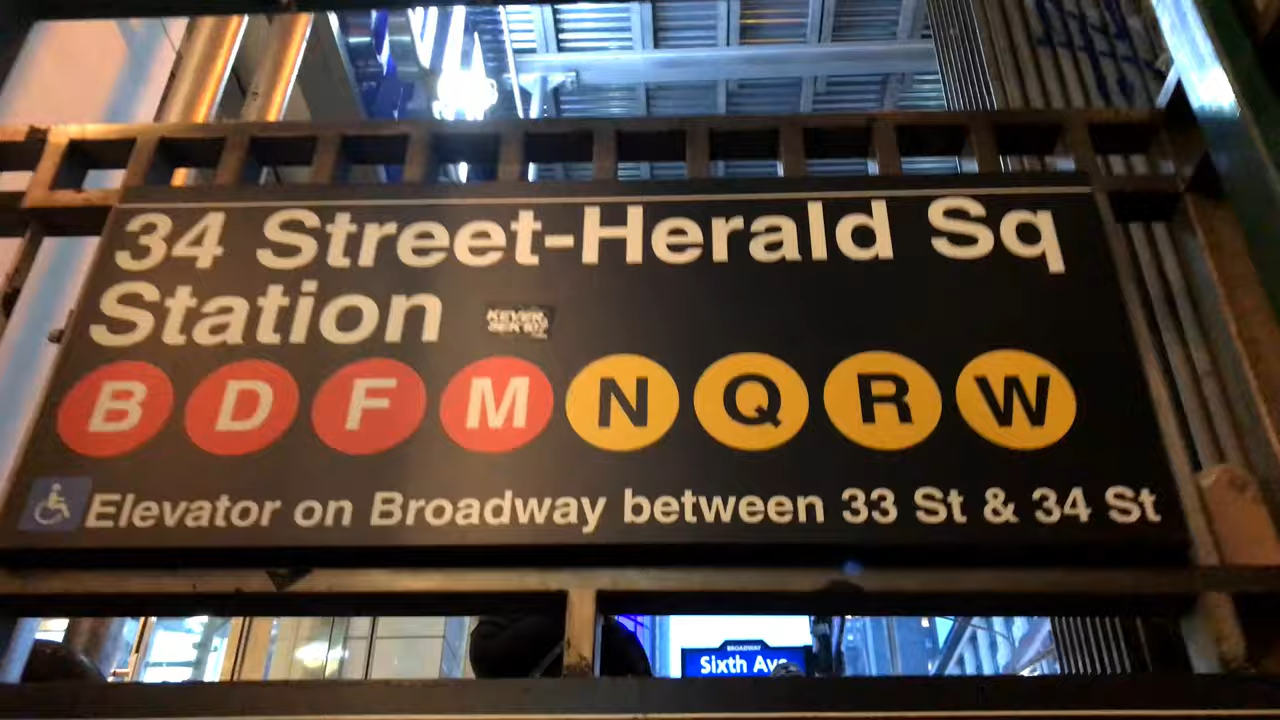 34 Street-Herald Sq
Station
B D F M N Q R W
Elevator on Broadway between 33 St & 34 St
BROADWAY
Sixth Ave